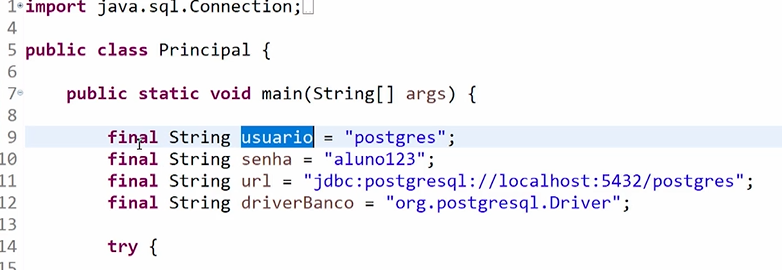 1 import java.sql.Connection;
4
5 public class Principal {
6
7 public static void main(String[] args) {
8
9 final String usuario = "postgres";
10 final String senha = "aluno123";
11 final String url = "jdbc:postgresql://localhost:5432/postgres";
12 final String driverBanco = "org.postgresql.Driver";
13
14 try {
15